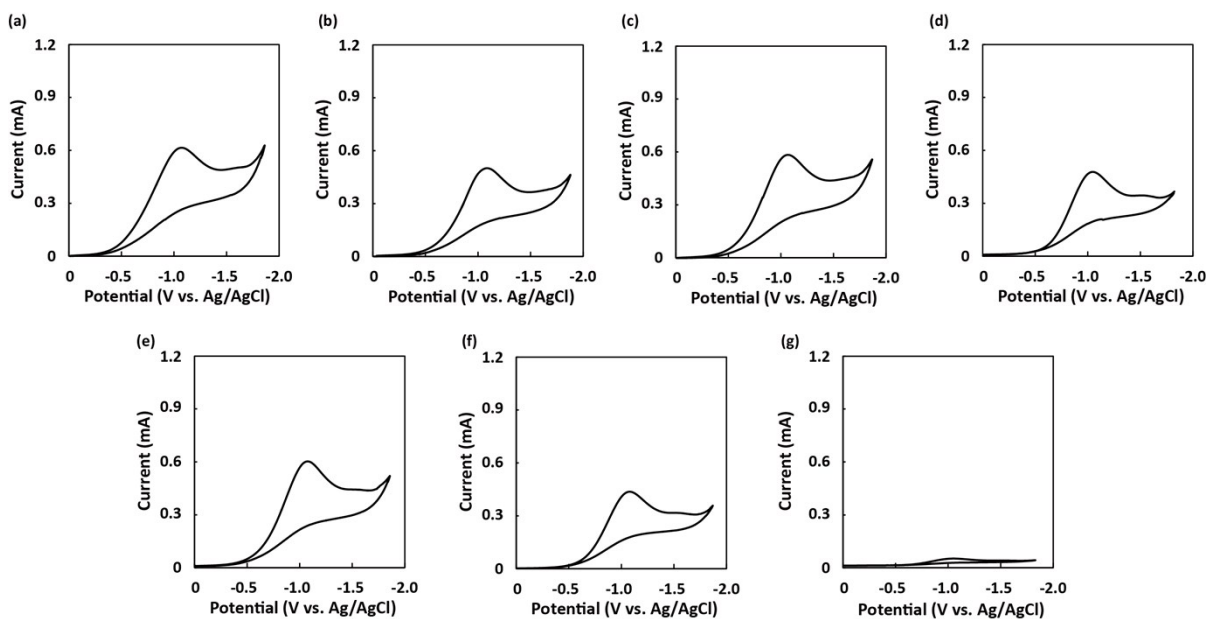 (a)
1.2
0.9
0.6
0.3
0
Current (mA)
0 -0.5 -1.0 -1.5 -2.0
Potential (V vs. Ag/AgCl)
(b)
1.2
0.9
0.6
0.3
0
Current (mA)
0 -0.5 -1.0 -1.5 -2.0
Potential (V vs. Ag/AgCl)
(c)
1.2
0.9
0.6
0.3
0
Current (mA)
0 -0.5 -1.0 -1.5 -2.0
Potential (V vs. Ag/AgCl)
(d)
1.2
0.9
0.6
0.3
0
Current (mA)
0 -0.5 -1.0 -1.5 -2.0
Potential (V vs. Ag/AgCl)
(e)
1.2
0.9
0.6
0.3
0
Current (mA)
0 -0.5 -1.0 -1.5 -2.0
Potential (V vs. Ag/AgCl)
(f)
1.2
0.9
0.6
0.3
0
Current (mA)
0 -0.5 -1.0 -1.5 -2.0
Potential (V vs. Ag/AgCl)
(g)
1.2
0.9
0.6
0.3
0
Current (mA)
0 -0.5 -1.0 -1.5 -2.0
Potential (V vs. Ag/AgCl)